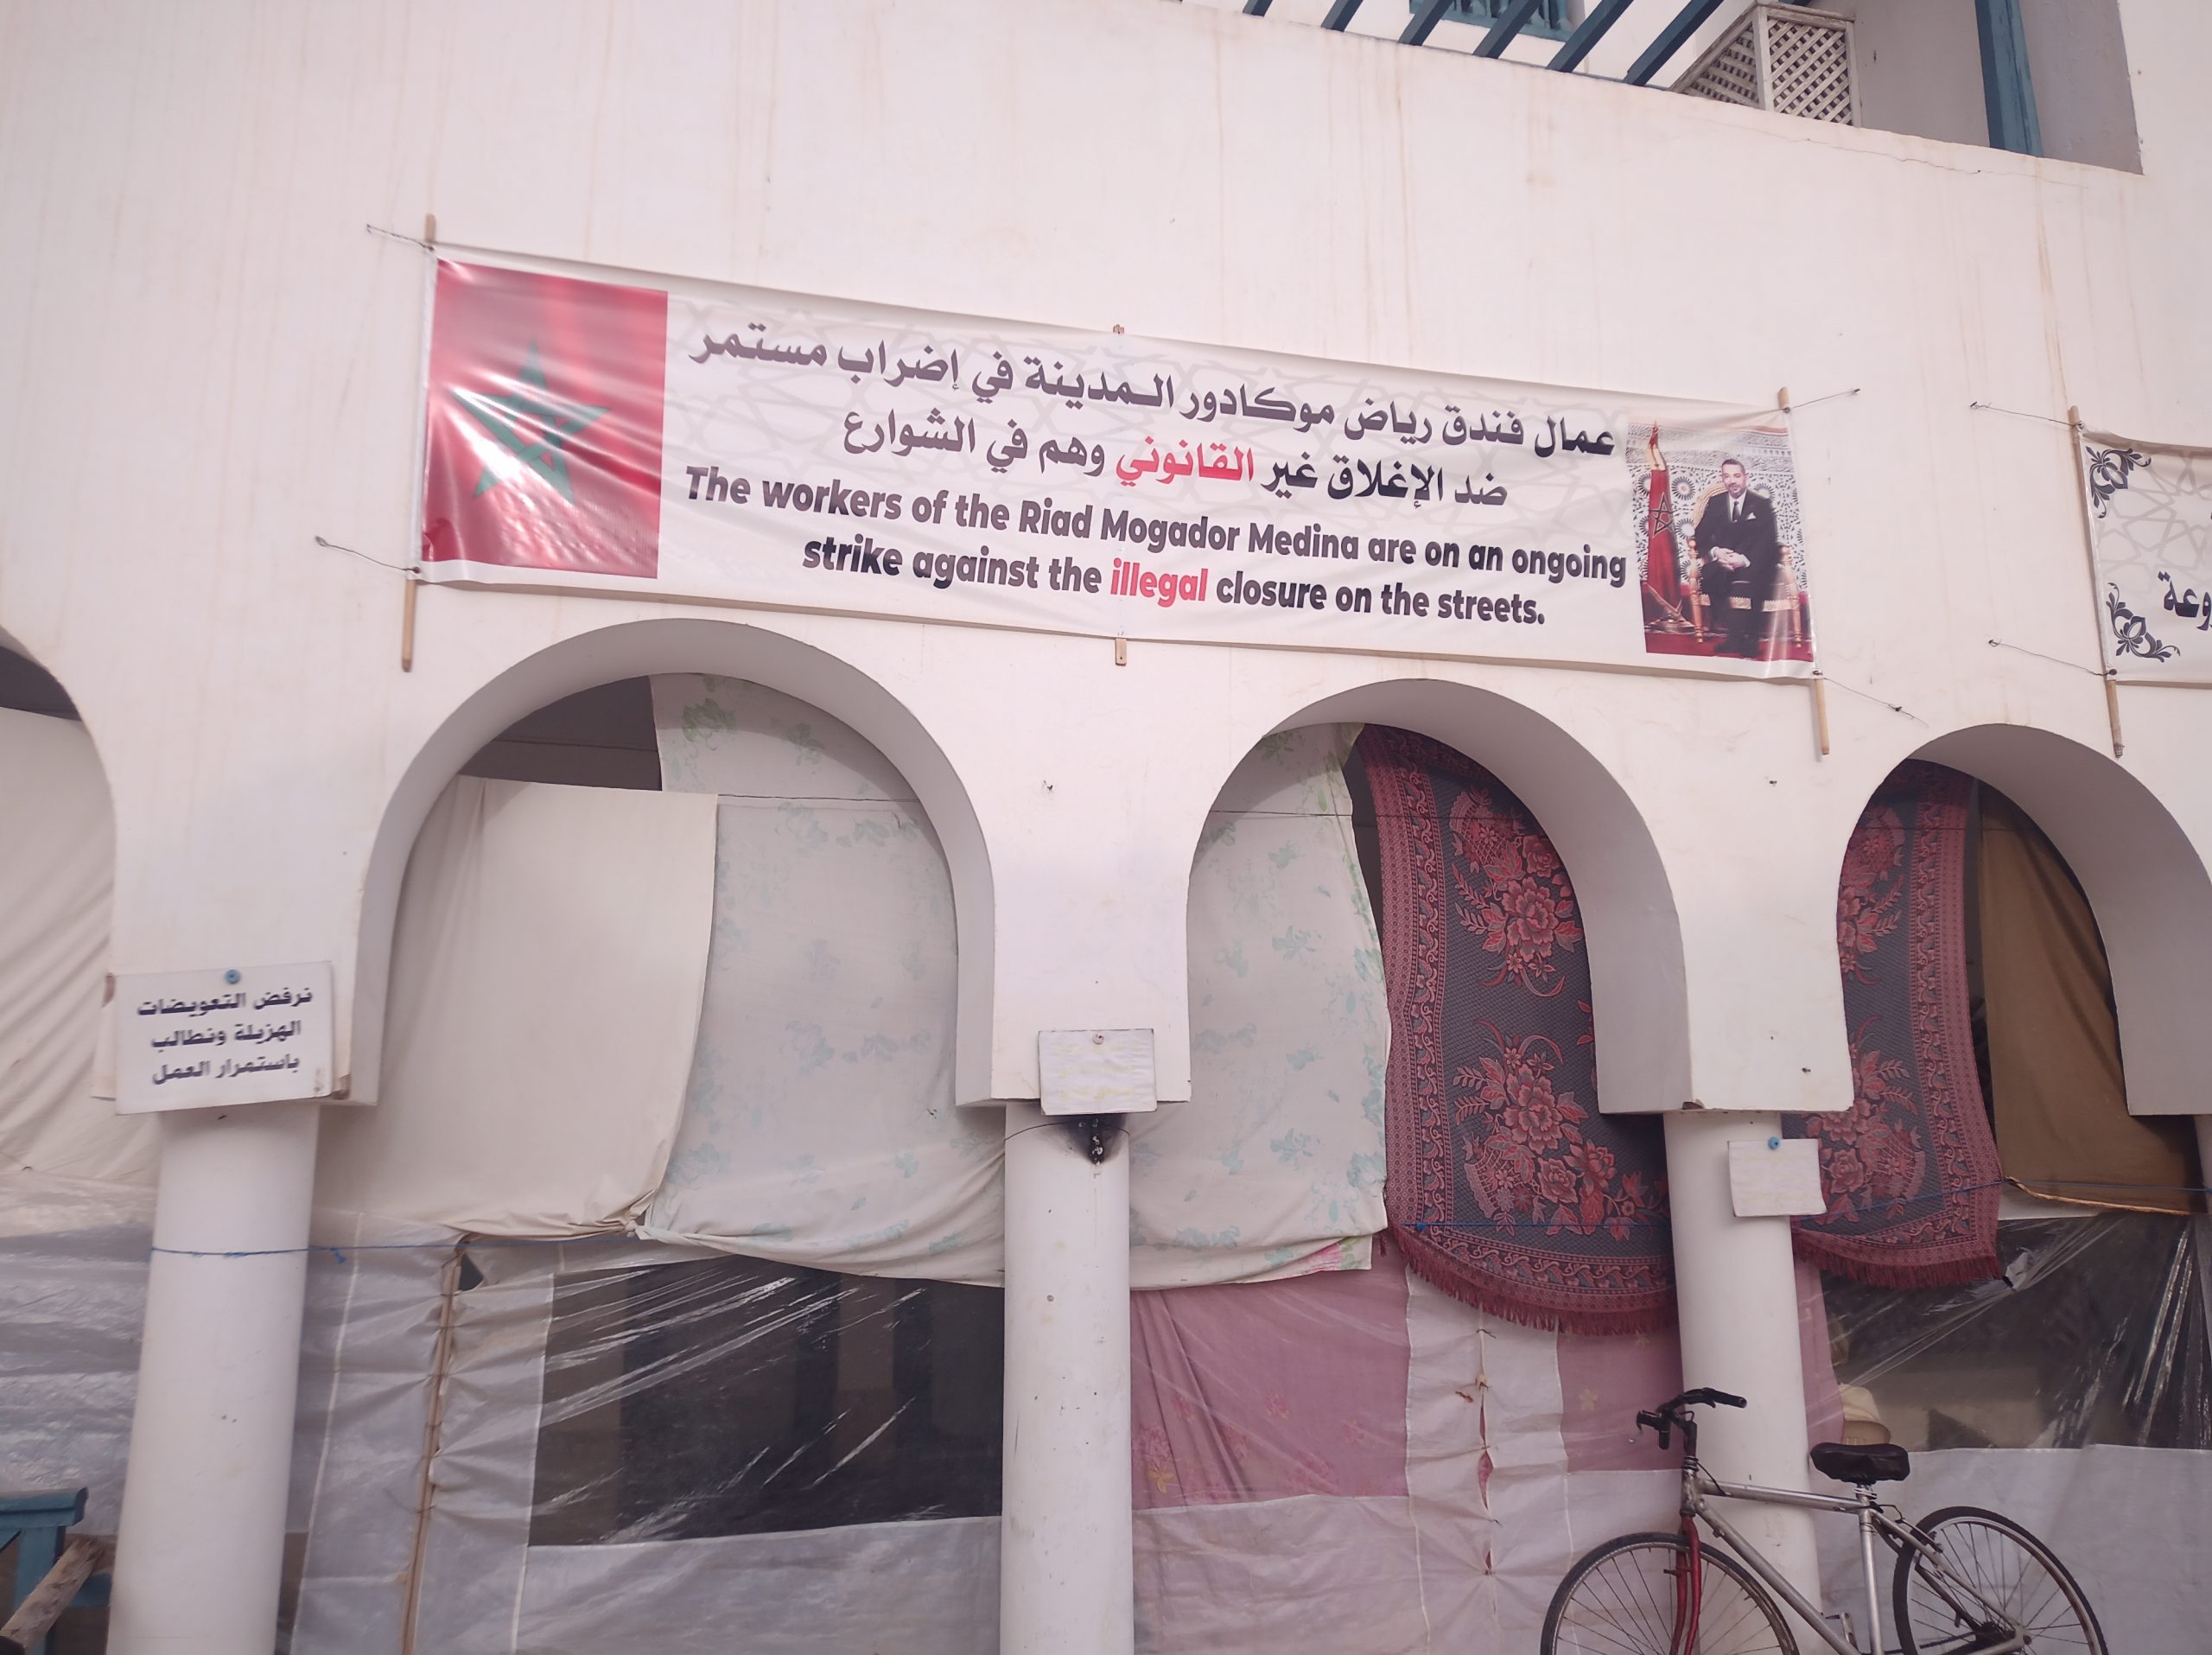 عمال فندق رياض موكادور المدينة في إضراب مستمر
ضد الإغلاق غير القانوني وهم في الشوارع
The workers of the Riad Mogador Medina are on an ongoing
strike against the illegal closure on the streets.
نرفض التعويضات
الهزيلة ونطالب
باستمرار العمل